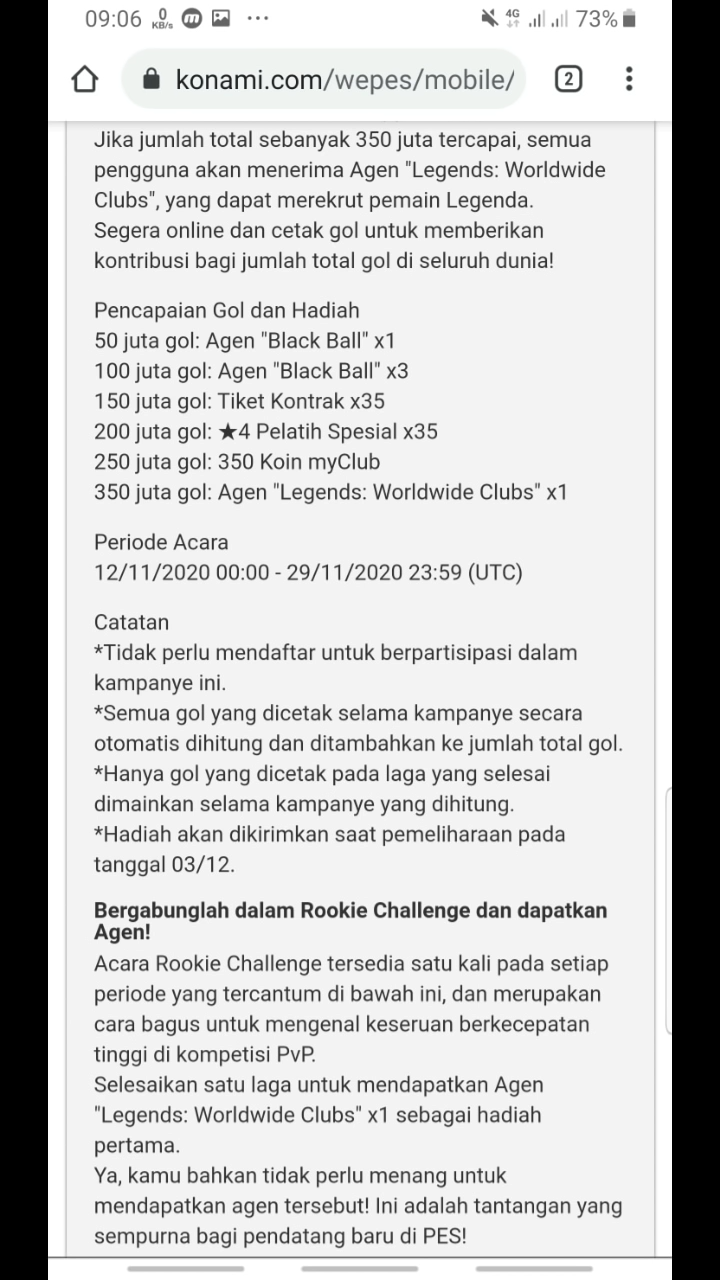 09:06 0 KB/s m ... 4G 73%
konami.com/wepes/mobile/ 2
Jika jumlah total sebanyak 350 juta tercapai, semua
pengguna akan menerima Agen "Legends: Worldwide
Clubs", yang dapat merekrut pemain Legenda.
Segera online dan cetak gol untuk memberikan
kontribusi bagi jumlah total gol di seluruh dunia!
Pencapaian Gol dan Hadiah
50 juta gol: Agen "Black Ball" x1
100 juta gol: Agen "Black Ball" x3
150 juta gol: Tiket Kontrak x35
200 juta gol: ★4 Pelatih Spesial x35
250 juta gol: 350 Koin myClub
350 juta gol: Agen "Legends: Worldwide Clubs" x1
Periode Acara
12/11/2020 00:00 - 29/11/2020 23:59 (UTC)
Catatan
*Tidak perlu mendaftar untuk berpartisipasi dalam
kampanye ini.
*Semua gol yang dicetak selama kampanye secara
otomatis dihitung dan ditambahkan ke jumlah total gol.
*Hanya gol yang dicetak pada laga yang selesai
dimainkan selama kampanye yang dihitung.
*Hadiah akan dikirimkan saat pemeliharaan pada
tanggal 03/12.
Bergabunglah dalam Rookie Challenge dan dapatkan
Agen!
Acara Rookie Challenge tersedia satu kali pada setiap
periode yang tercantum di bawah ini, dan merupakan
cara bagus untuk mengenal keseruan berkecepatan
tinggi di kompetisi PvP.
Selesaikan satu laga untuk mendapatkan Agen
"Legends: Worldwide Clubs" x1 sebagai hadiah
pertama.
Ya, kamu bahkan tidak perlu menang untuk
mendapatkan agen tersebut! Ini adalah tantangan yang
sempurna bagi pendatang baru di PES!